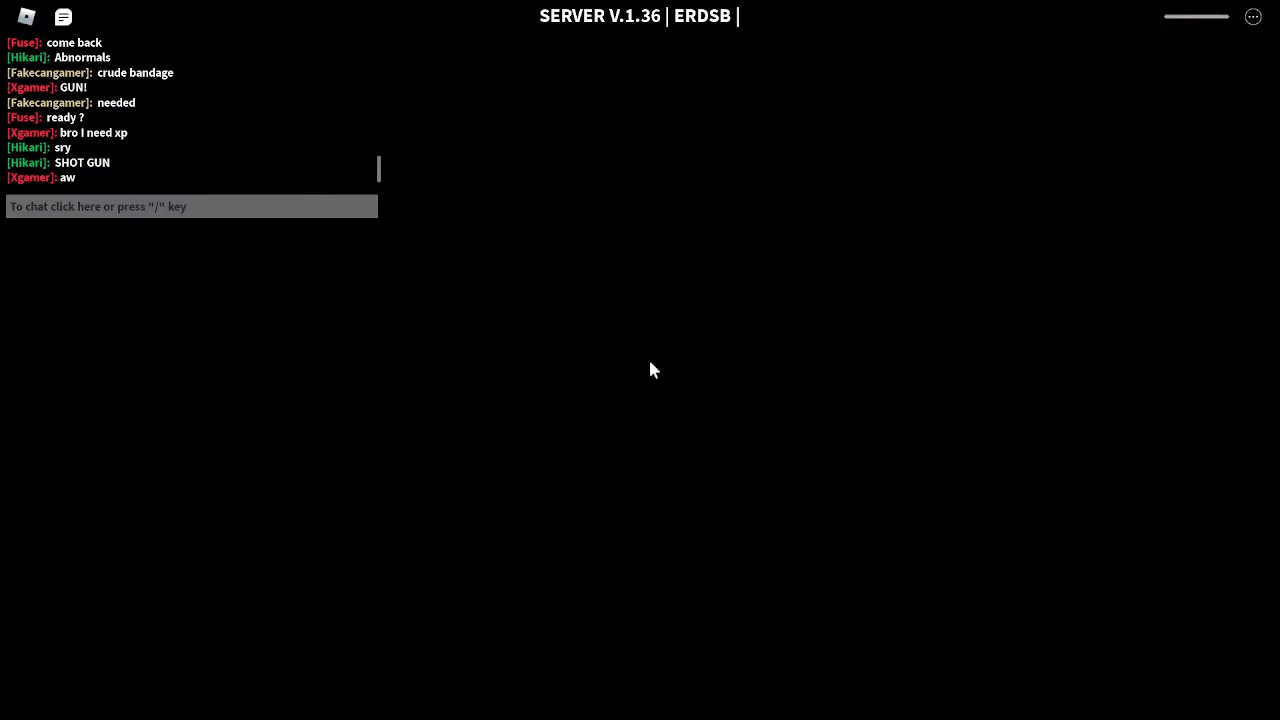 SERVER V.1.36 | ERDSB |
[Fuse]: come back
[Hikari]: Abnormals
[Fakecangamer]: crude bandage
[Xgamer]: GUN!
[Fakecangamer]: needed
[Fuse]: ready ?
[Xgamer]: bro I need xp
[Hikari]: sry
[Hikari]: SHOT GUN
[Xgamer]: aw
To chat click here or press "/" key